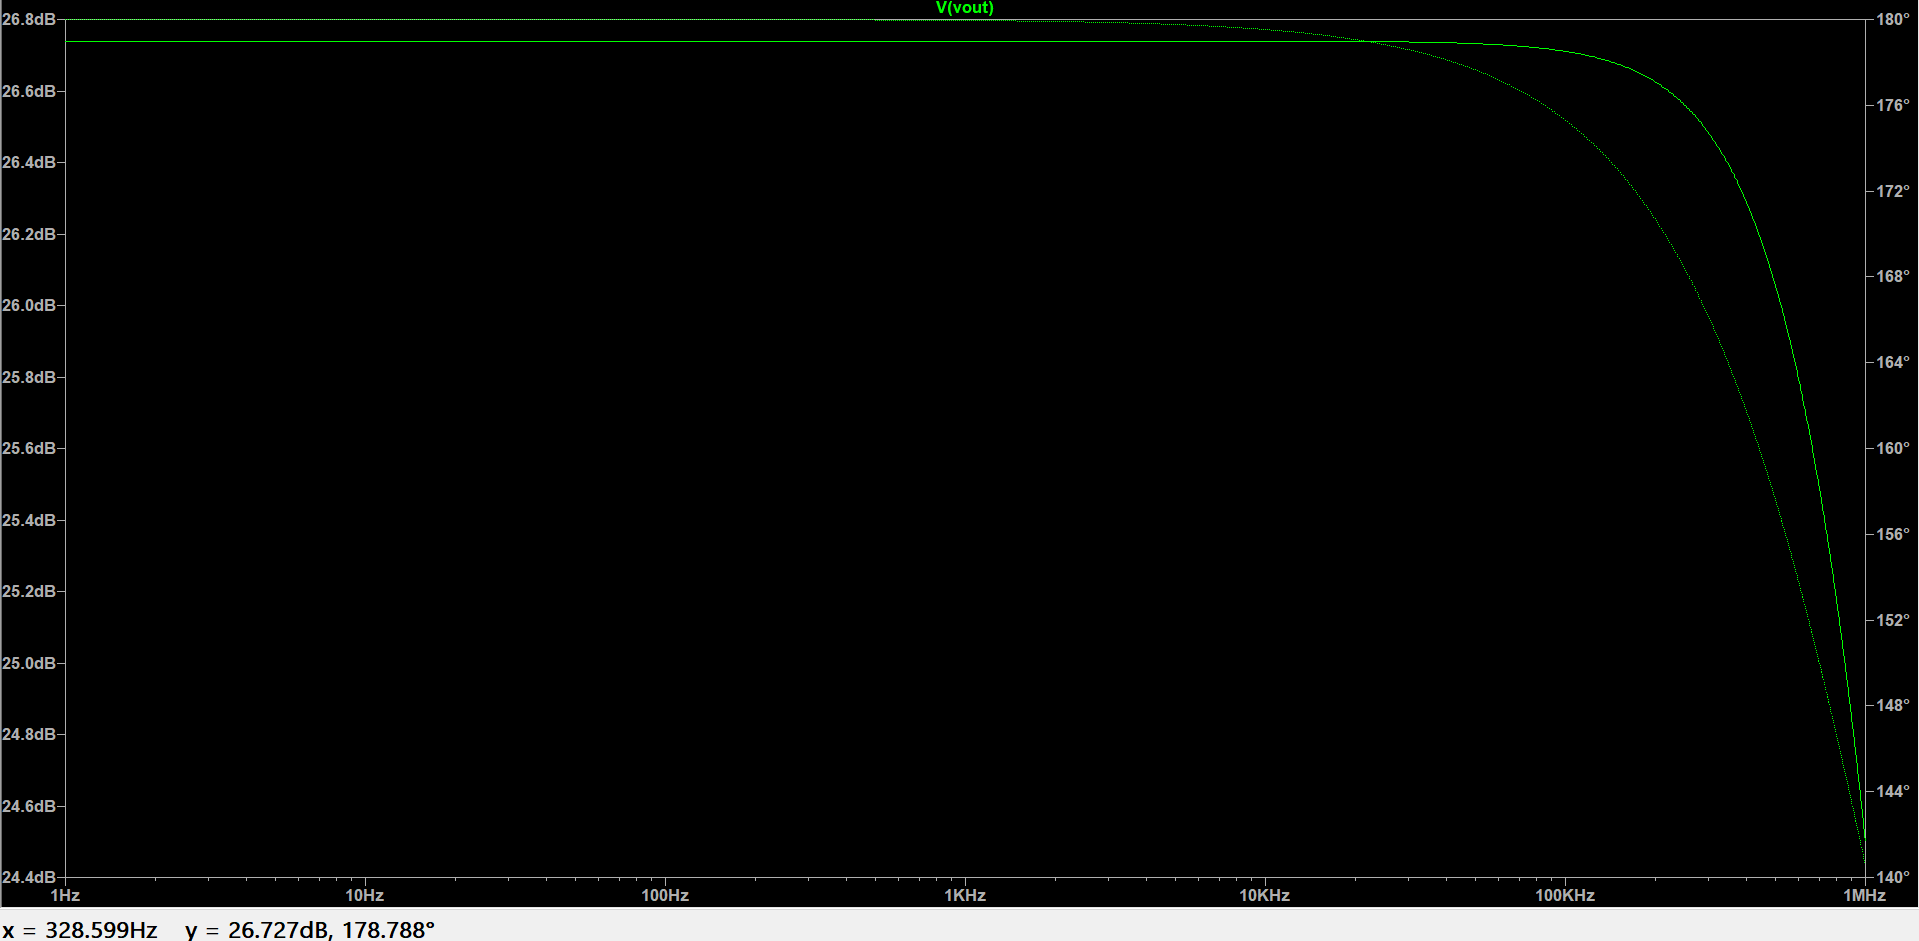 V(vout)
26.8dB 180°
26.6dB 176°
26.4dB 172°
26.2dB 168°
26.0dB 164°
25.8dB 160°
25.6dB 156°
25.4dB 152°
25.2dB 148°
25.0dB 144°
24.8dB 140°
24.6dB
24.4dB
1Hz 10Hz 100Hz 1KHz 10KHz 100KHz 1MHz
x = 328.599Hz y = 26.727dB, 178.788°